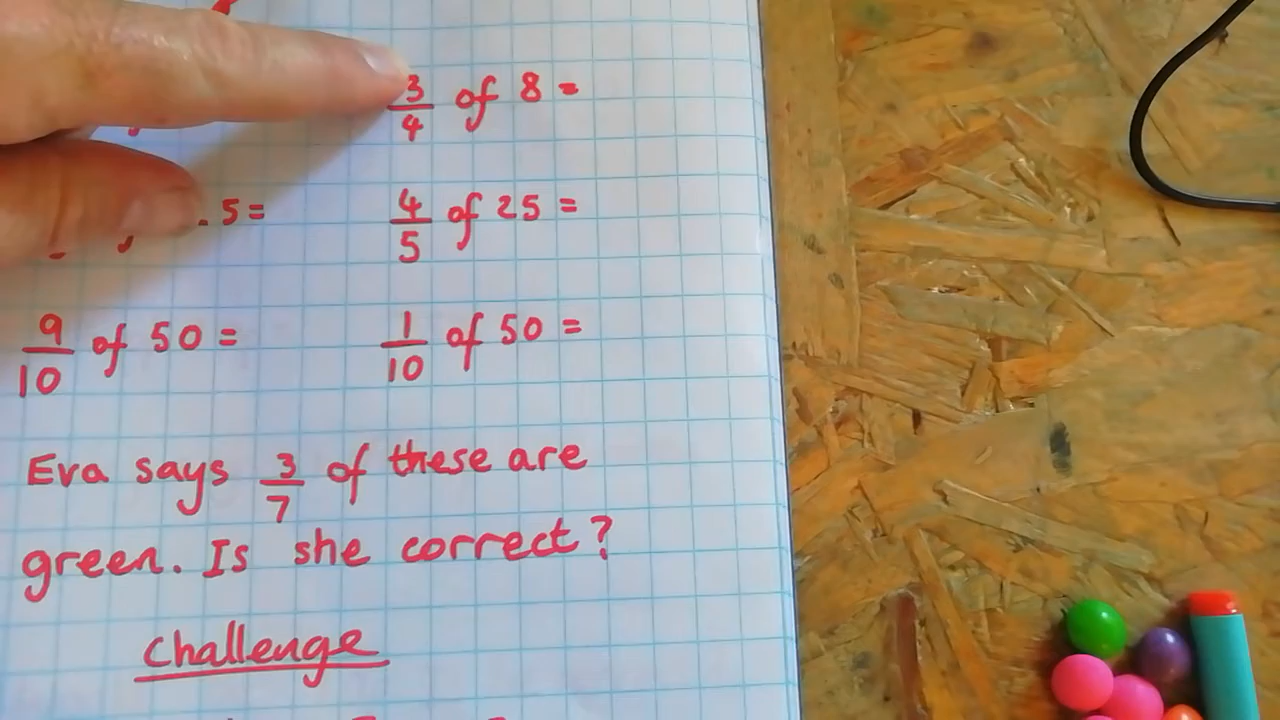 3/4 of 8 =
.5 =
4/5 of 25 =
9/10 of 50 =
1/10 of 50 =
Eva says 3/7 of these are
green. Is she correct?
Challenge